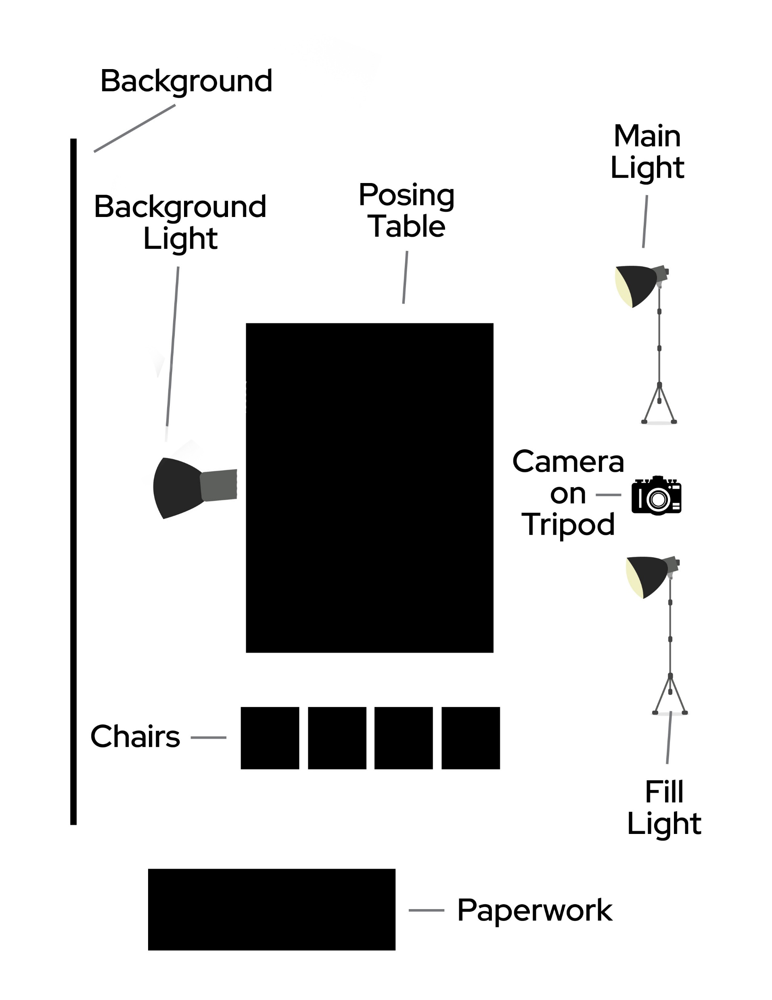 Background
Main
Light
Background
Light
Posing
Table
Camera
on
Tripod
Chairs
Fill
Light
Paperwork